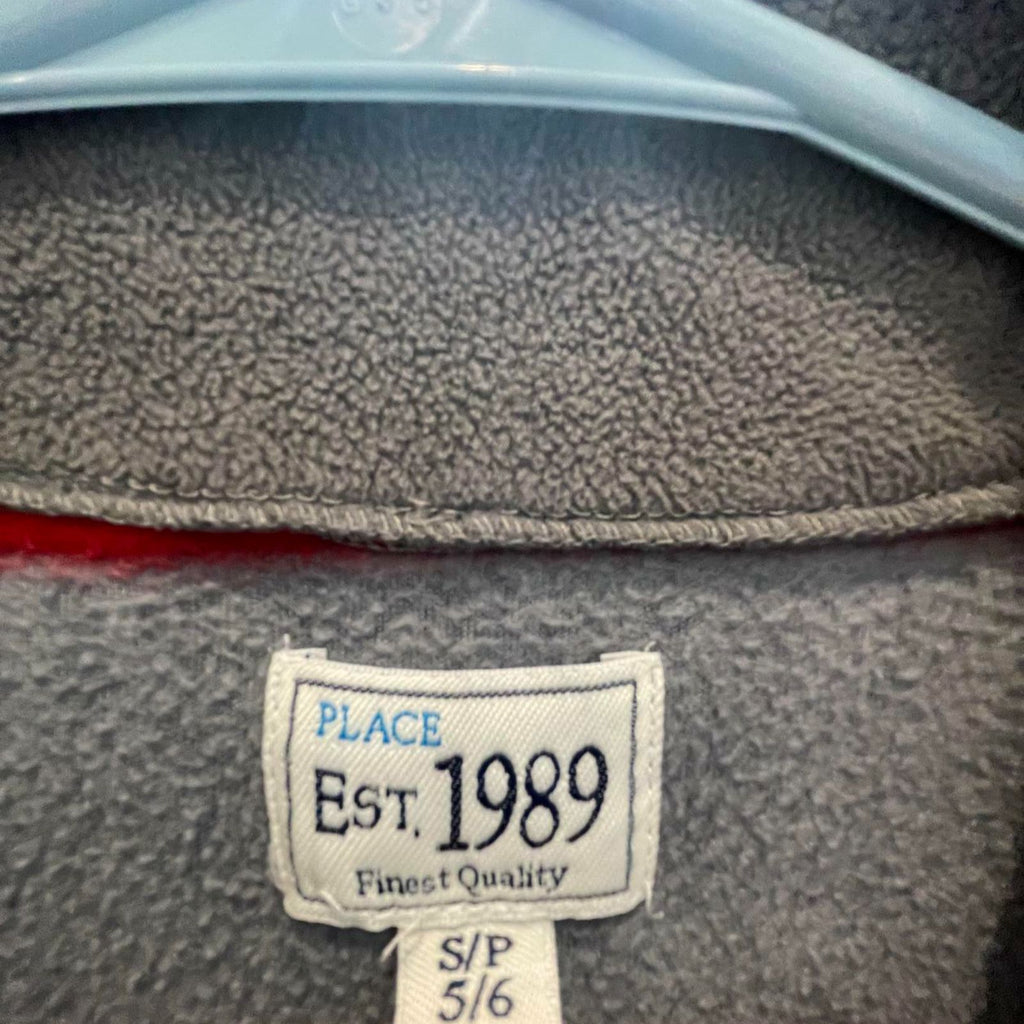 PLACE
EST. 1989
Finest Quality
S/P
5/6